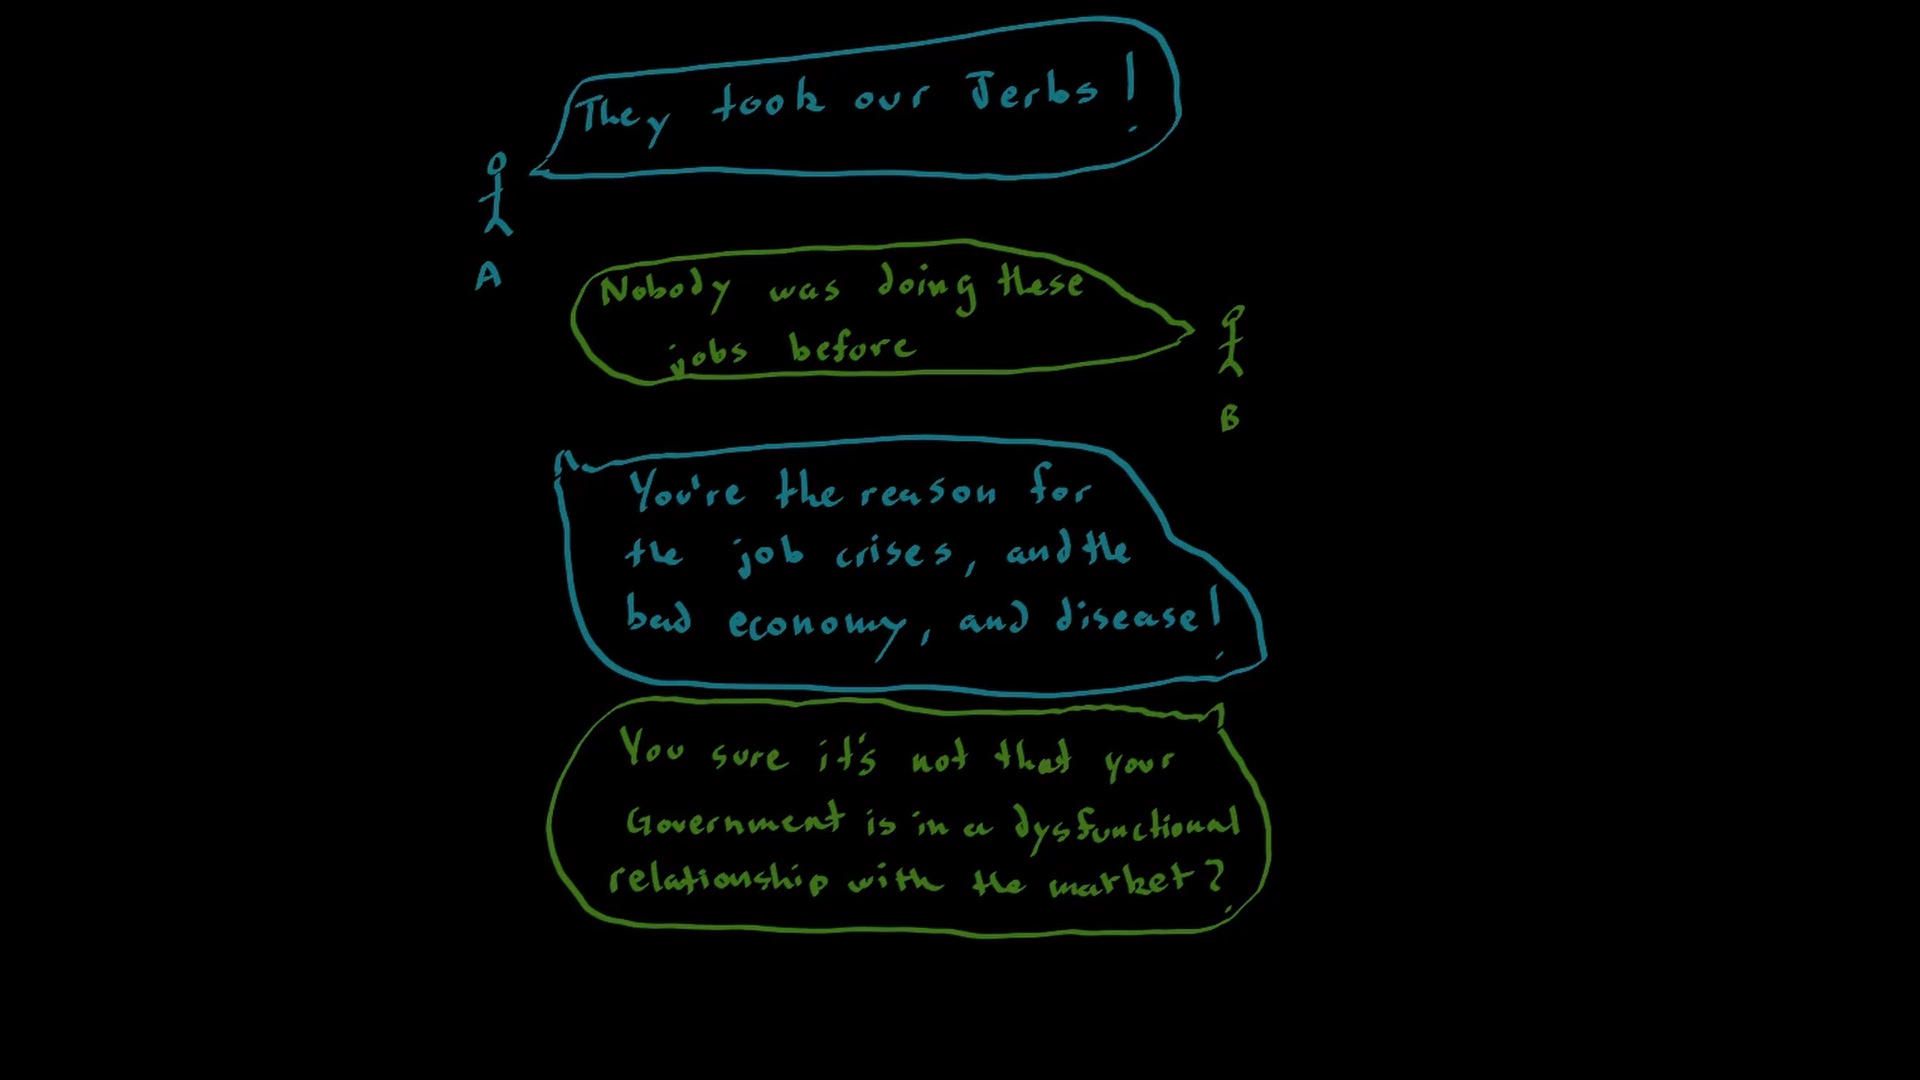 They took our Jerbs!
A
Nobody was doing these
jobs before
B
You're the reason for
the job crises, and the
bad economy, and disease!
You sure it's not that your
Government is in a dysfunctional
relationship with the market?